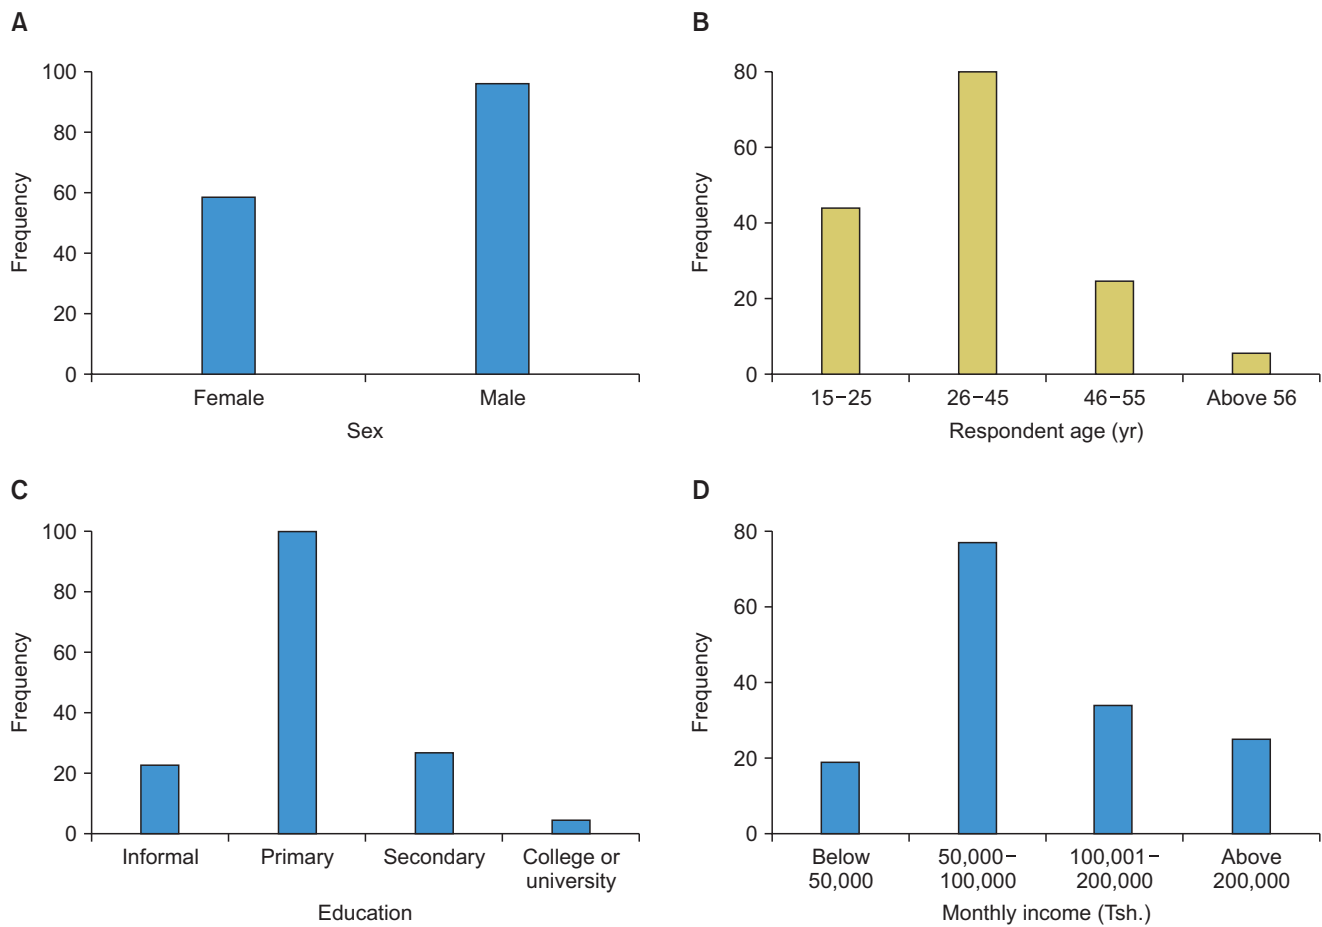 A
100
80
60
40
20
0
Frequency
Female
Male
Sex
B
80
60
40
20
0
Frequency
15–25
26–45
46–55
Above 56
Respondent age (yr)
C
100
80
60
40
20
0
Frequency
Informal
Primary
Secondary
College or
university
Education
D
80
60
40
20
0
Frequency
Below
50,000
50,000–
100,000
100,001–
200,000
Above
200,000
Monthly income (Tsh.)